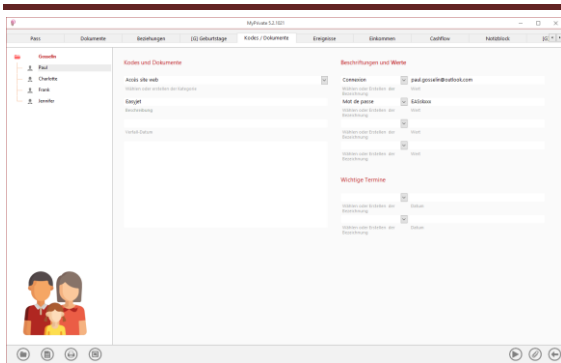 MyPrivate 5.2.1021
Pass Dokumente Beziehungen (G) Geburtstage Kodes / Dokumente Ereignisse Einkommen Cashflow Notizblock
Gosselin
Paul
Charlotte
Frank
Jennifer
Kodes und Dokumente
Accès site web
Wählen oder erstellen die Kategorie
Easyjet
Beschreibung
Verfall Datum
Beschriftungen und Werte
Connexion paul.gosselin@outlook.com
Wählen oder Erstellen der Bezeichnung Wert
Mot de passe
Wählen oder Erstellen der Bezeichnung Wert
Wählen oder Erstellen der Bezeichnung Wert
Wählen oder Erstellen der Bezeichnung Wert
Wichtige Termine
Wählen oder Erstellen der Bezeichnung Datum
Wählen oder Erstellen der Bezeichnung Datum